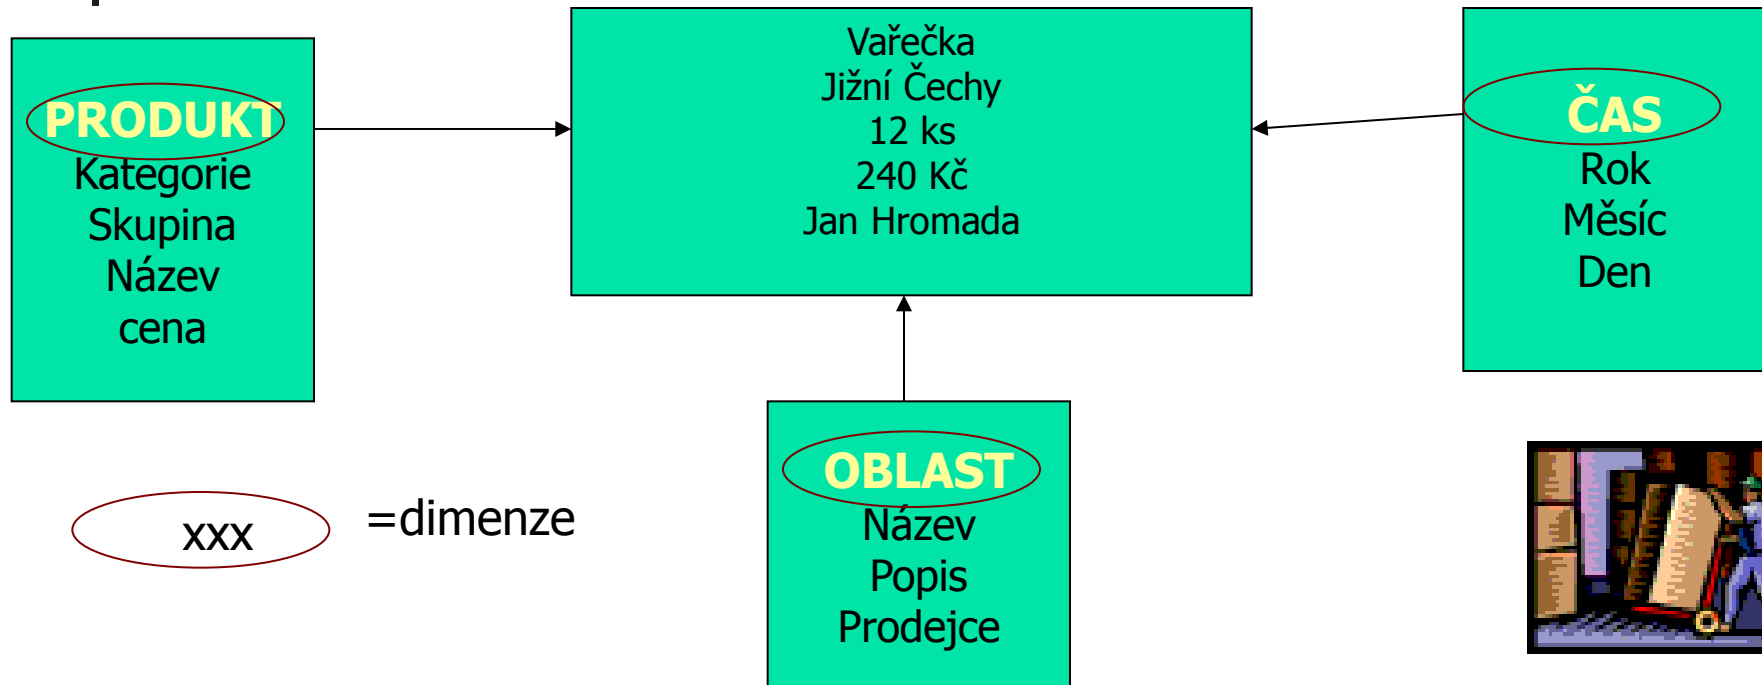 PRODUKT
Kategorie
Skupina
Název
cena
Vařečka
Jižní Čechy
12 ks
240 Kč
Jan Hromada
ČAS
Rok
Měsíc
Den
OBLAST
Název
Popis
Prodejce
xxx
=dimenze